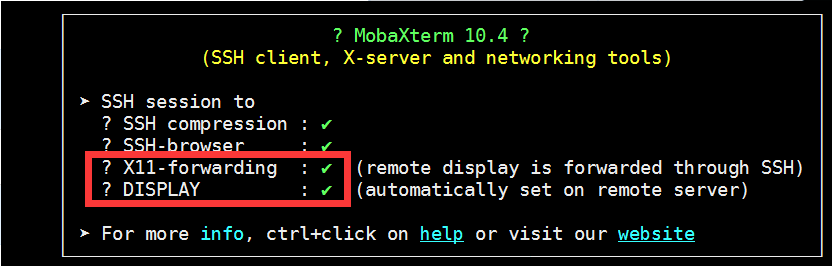 ? MobaXterm 10.4 ?
(SSH client, X-server and networking tools)
➤ SSH session to
? SSH compression : ✔
? SSH-browser : ✔
? X11-forwarding : ✔ (remote display is forwarded through SSH)
? DISPLAY : ✔ (automatically set on remote server)
➤ For more info, ctrl+click on help or visit our website